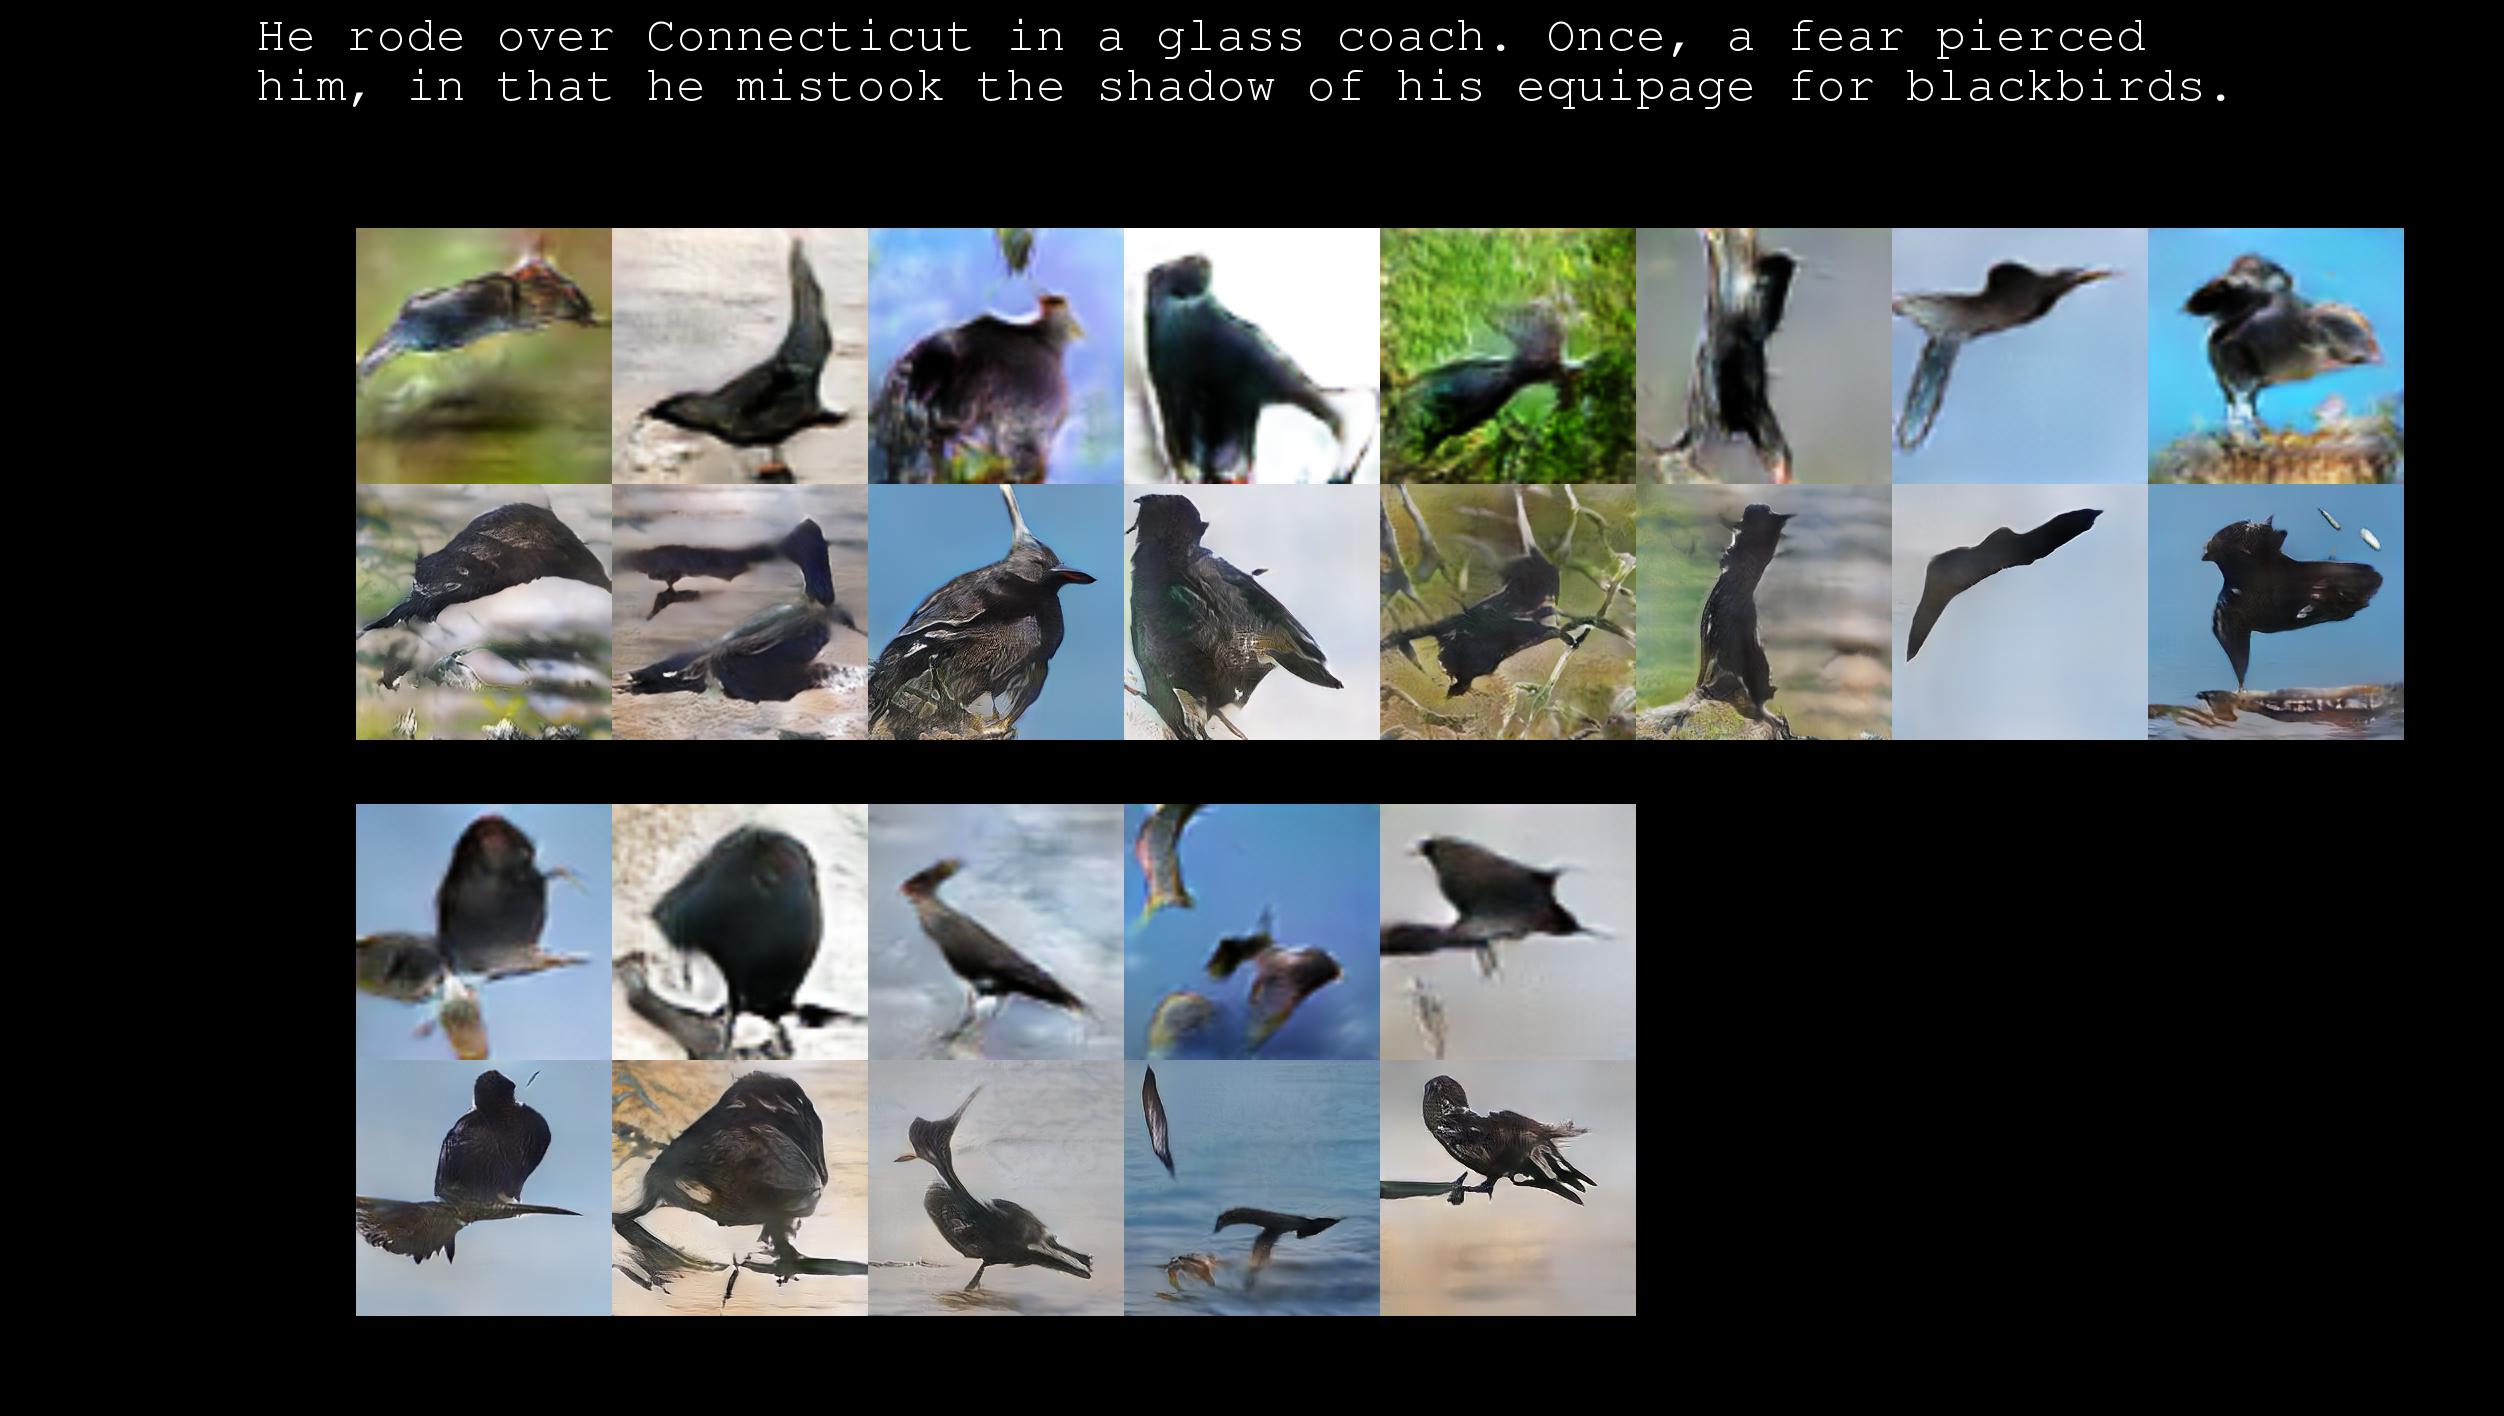 He rode over Connecticut in a glass coach. Once, a fear pierced
him, in that he mistook the shadow of his equipage for blackbirds.